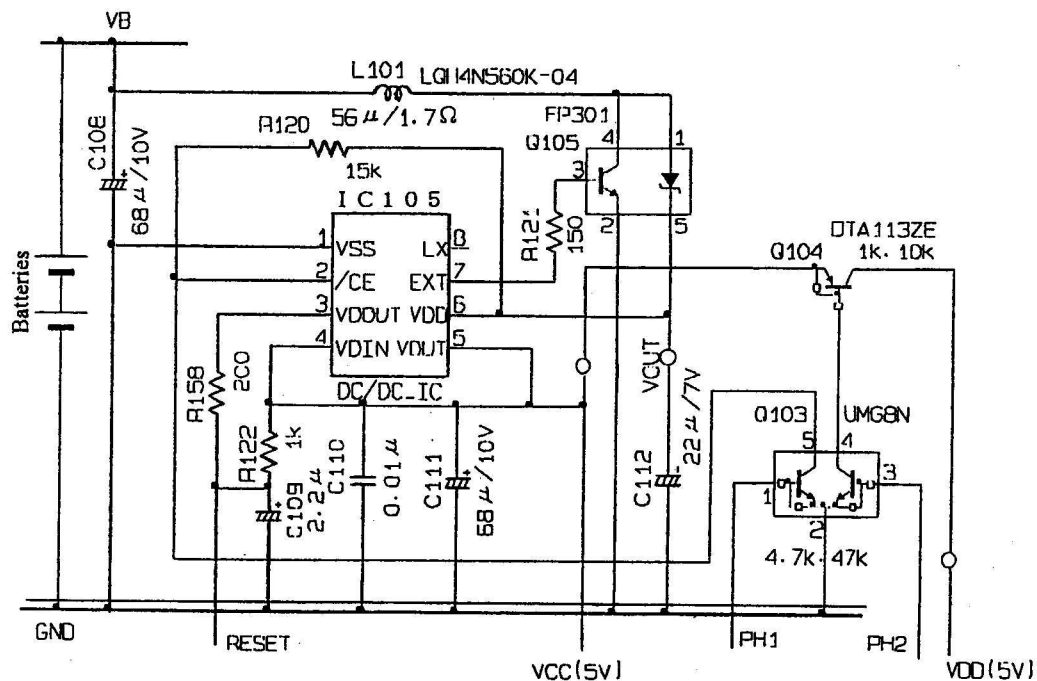 VB
L101 LQH4N560K-04
56μ/1.7Ω
FP301
R120
15k
Q105
4 1
3
2 5
C108
68μ/10V
R121
150
IC105
1 VSS LX 8
2 /CE EXT 7
3 VDOUT VDD 6
4 VDIN VOUT 5
DC/DC_IC
DTA113ZE
Q104 1k.10k
Batteries
R158
200
R122
1k
C109
2.2μ
C110
0.01μ
C111
68μ/10V
VOUT
C112
22μ/7V
Q103 UMG8N
5 4
1 3
2
4.7k.47k
GND
RESET
VCC(5V)
PH1
PH2
VDD(5V)